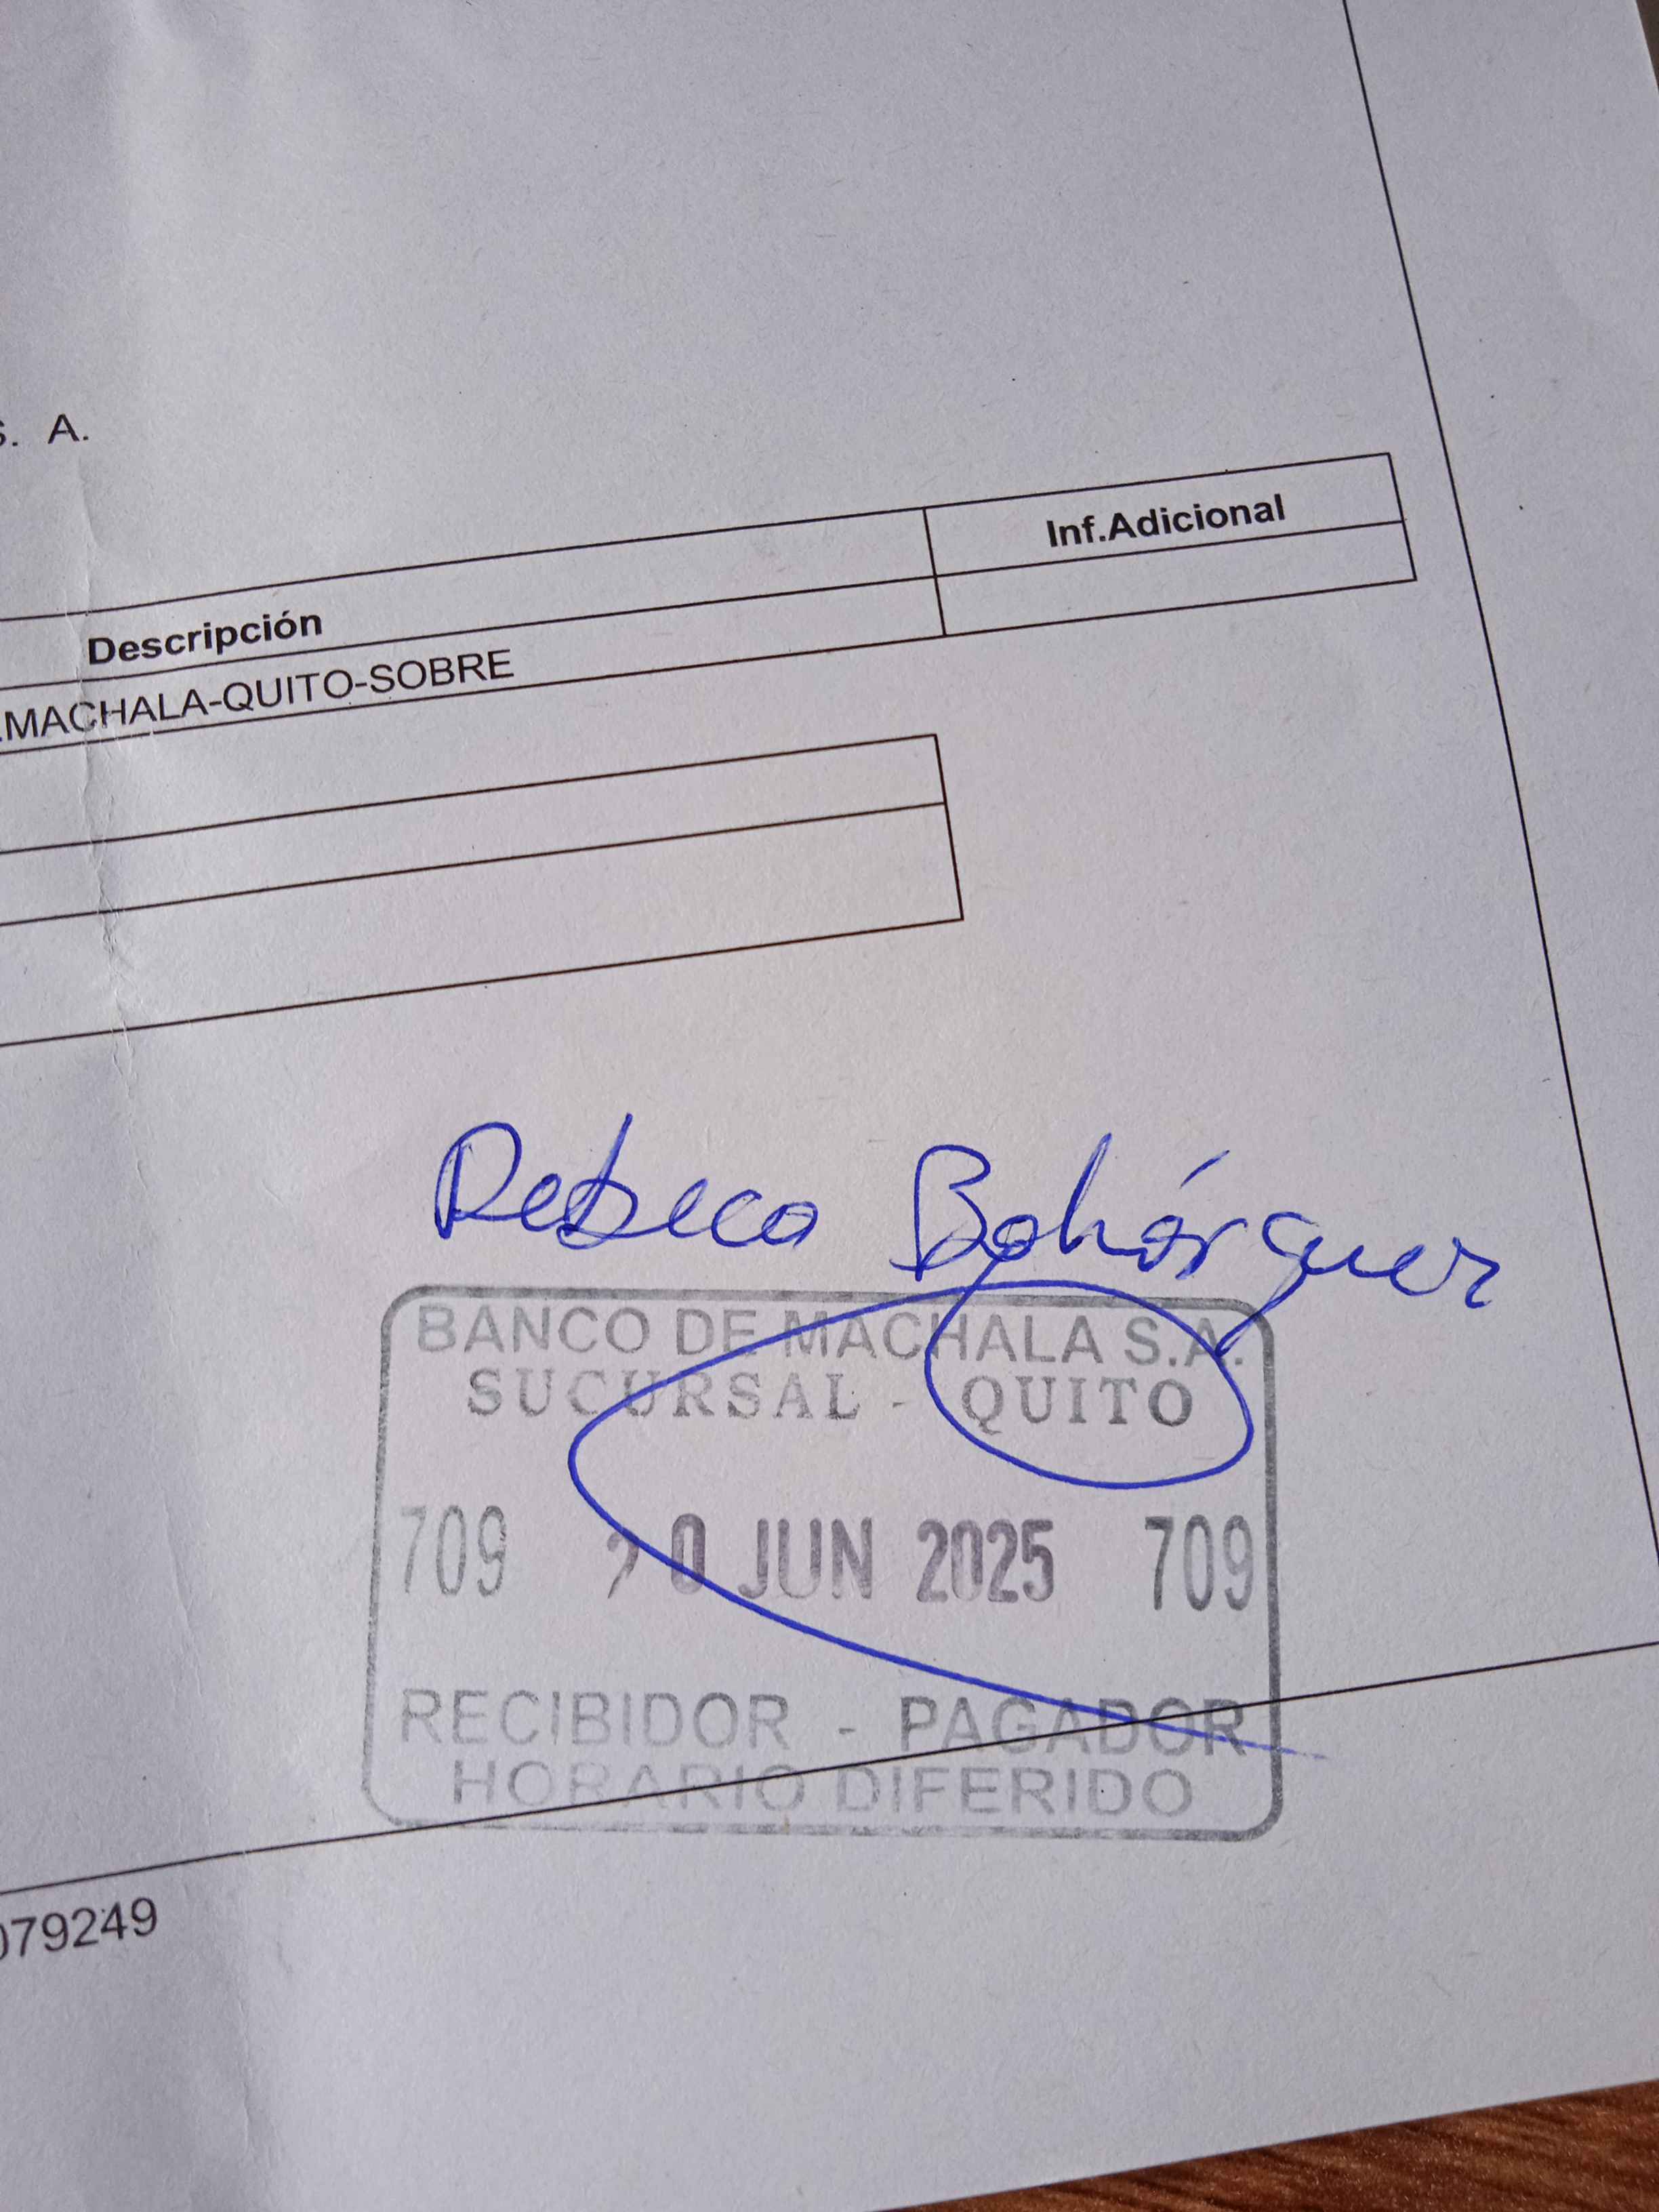 S. A.
Descripción
Inf.Adicional
.MACHALA-QUITO-SOBRE
Rebeca Bohórquez
BANCO DE MACHALA S.A.
SUCURSAL - QUITO
709 20 JUN 2025 709
RECIBIDOR - PAGADOR
HORARIO DIFERIDO
079249